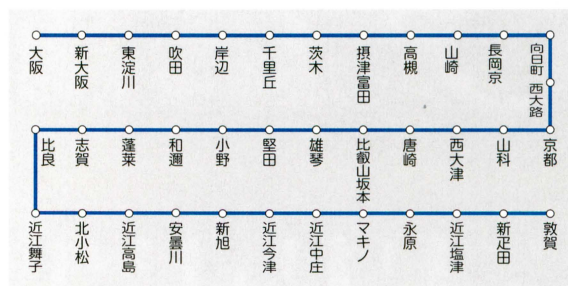 大阪
新大阪
東淀川
吹田
岸辺
千里丘
茨木
摂津富田
高槻
山崎
長岡京
向日町
西大路
京都
山科
西大津
唐崎
比叡山坂本
雄琴
堅田
小野
和邇
蓬莱
志賀
比良
近江舞子
北小松
近江高島
安曇川
新旭
近江今津
近江中庄
マキノ
永原
近江塩津
新疋田
敦賀